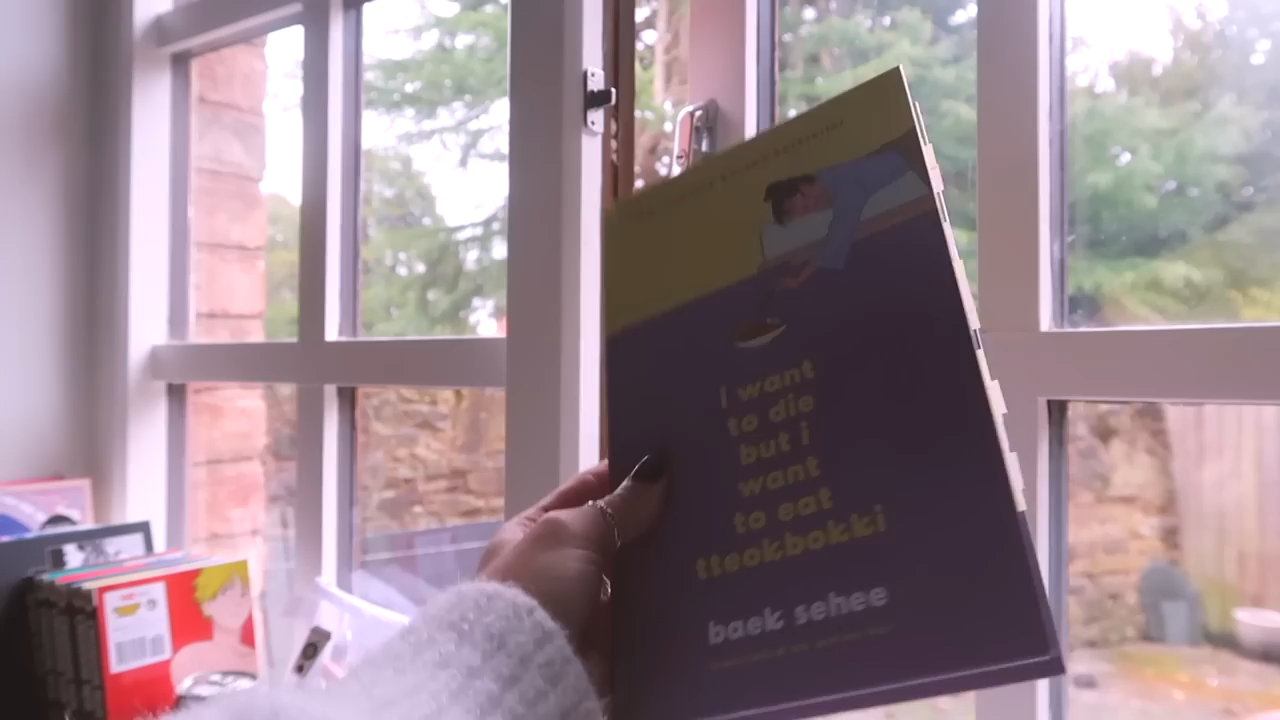 i want
to die
but i
want
to eat
tteokbokki
baek sehee